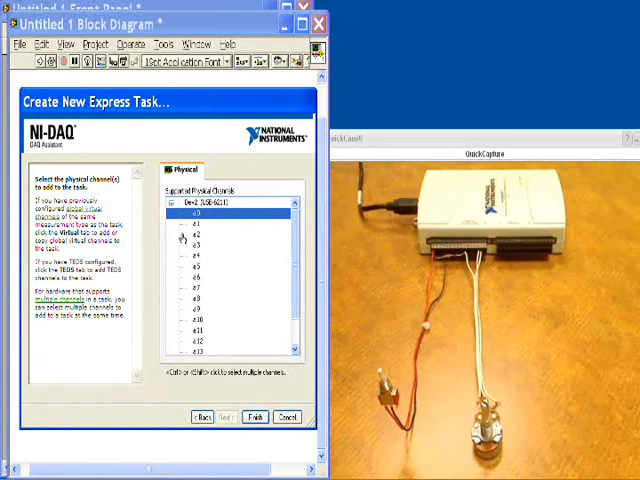 Untitled 1 Front Panel *
Untitled 1 Block Diagram *
File Edit View Project Operate Tools Window Help
13pt Application Font
Create New Express Task...
NI-DAQ
DAQ Assistant
NATIONAL INSTRUMENTS
Select the physical channel(s)
to add to the task.
If you have previously
configured global virtual
channels of the same
measurement type as the task,
click the Virtual tab to add or
copy global virtual channels to
the task.
If you have TEDS configured,
click the TEDS tab to add TEDS
channels to the task.
For hardware that supports
multiple channels in a task, you
can select multiple channels to
add to a task at the same time.
Physical
Supported Physical Channels
Dev2 (USB-6211)
ai0
ai1
ai2
ai3
ai4
ai5
ai6
ai7
ai8
ai9
ai10
ai11
ai12
ai13
<Ctrl> or <Shift> click to select multiple channels.
< Back
Next >
Finish
Cancel
QuickCam®
QuickCapture